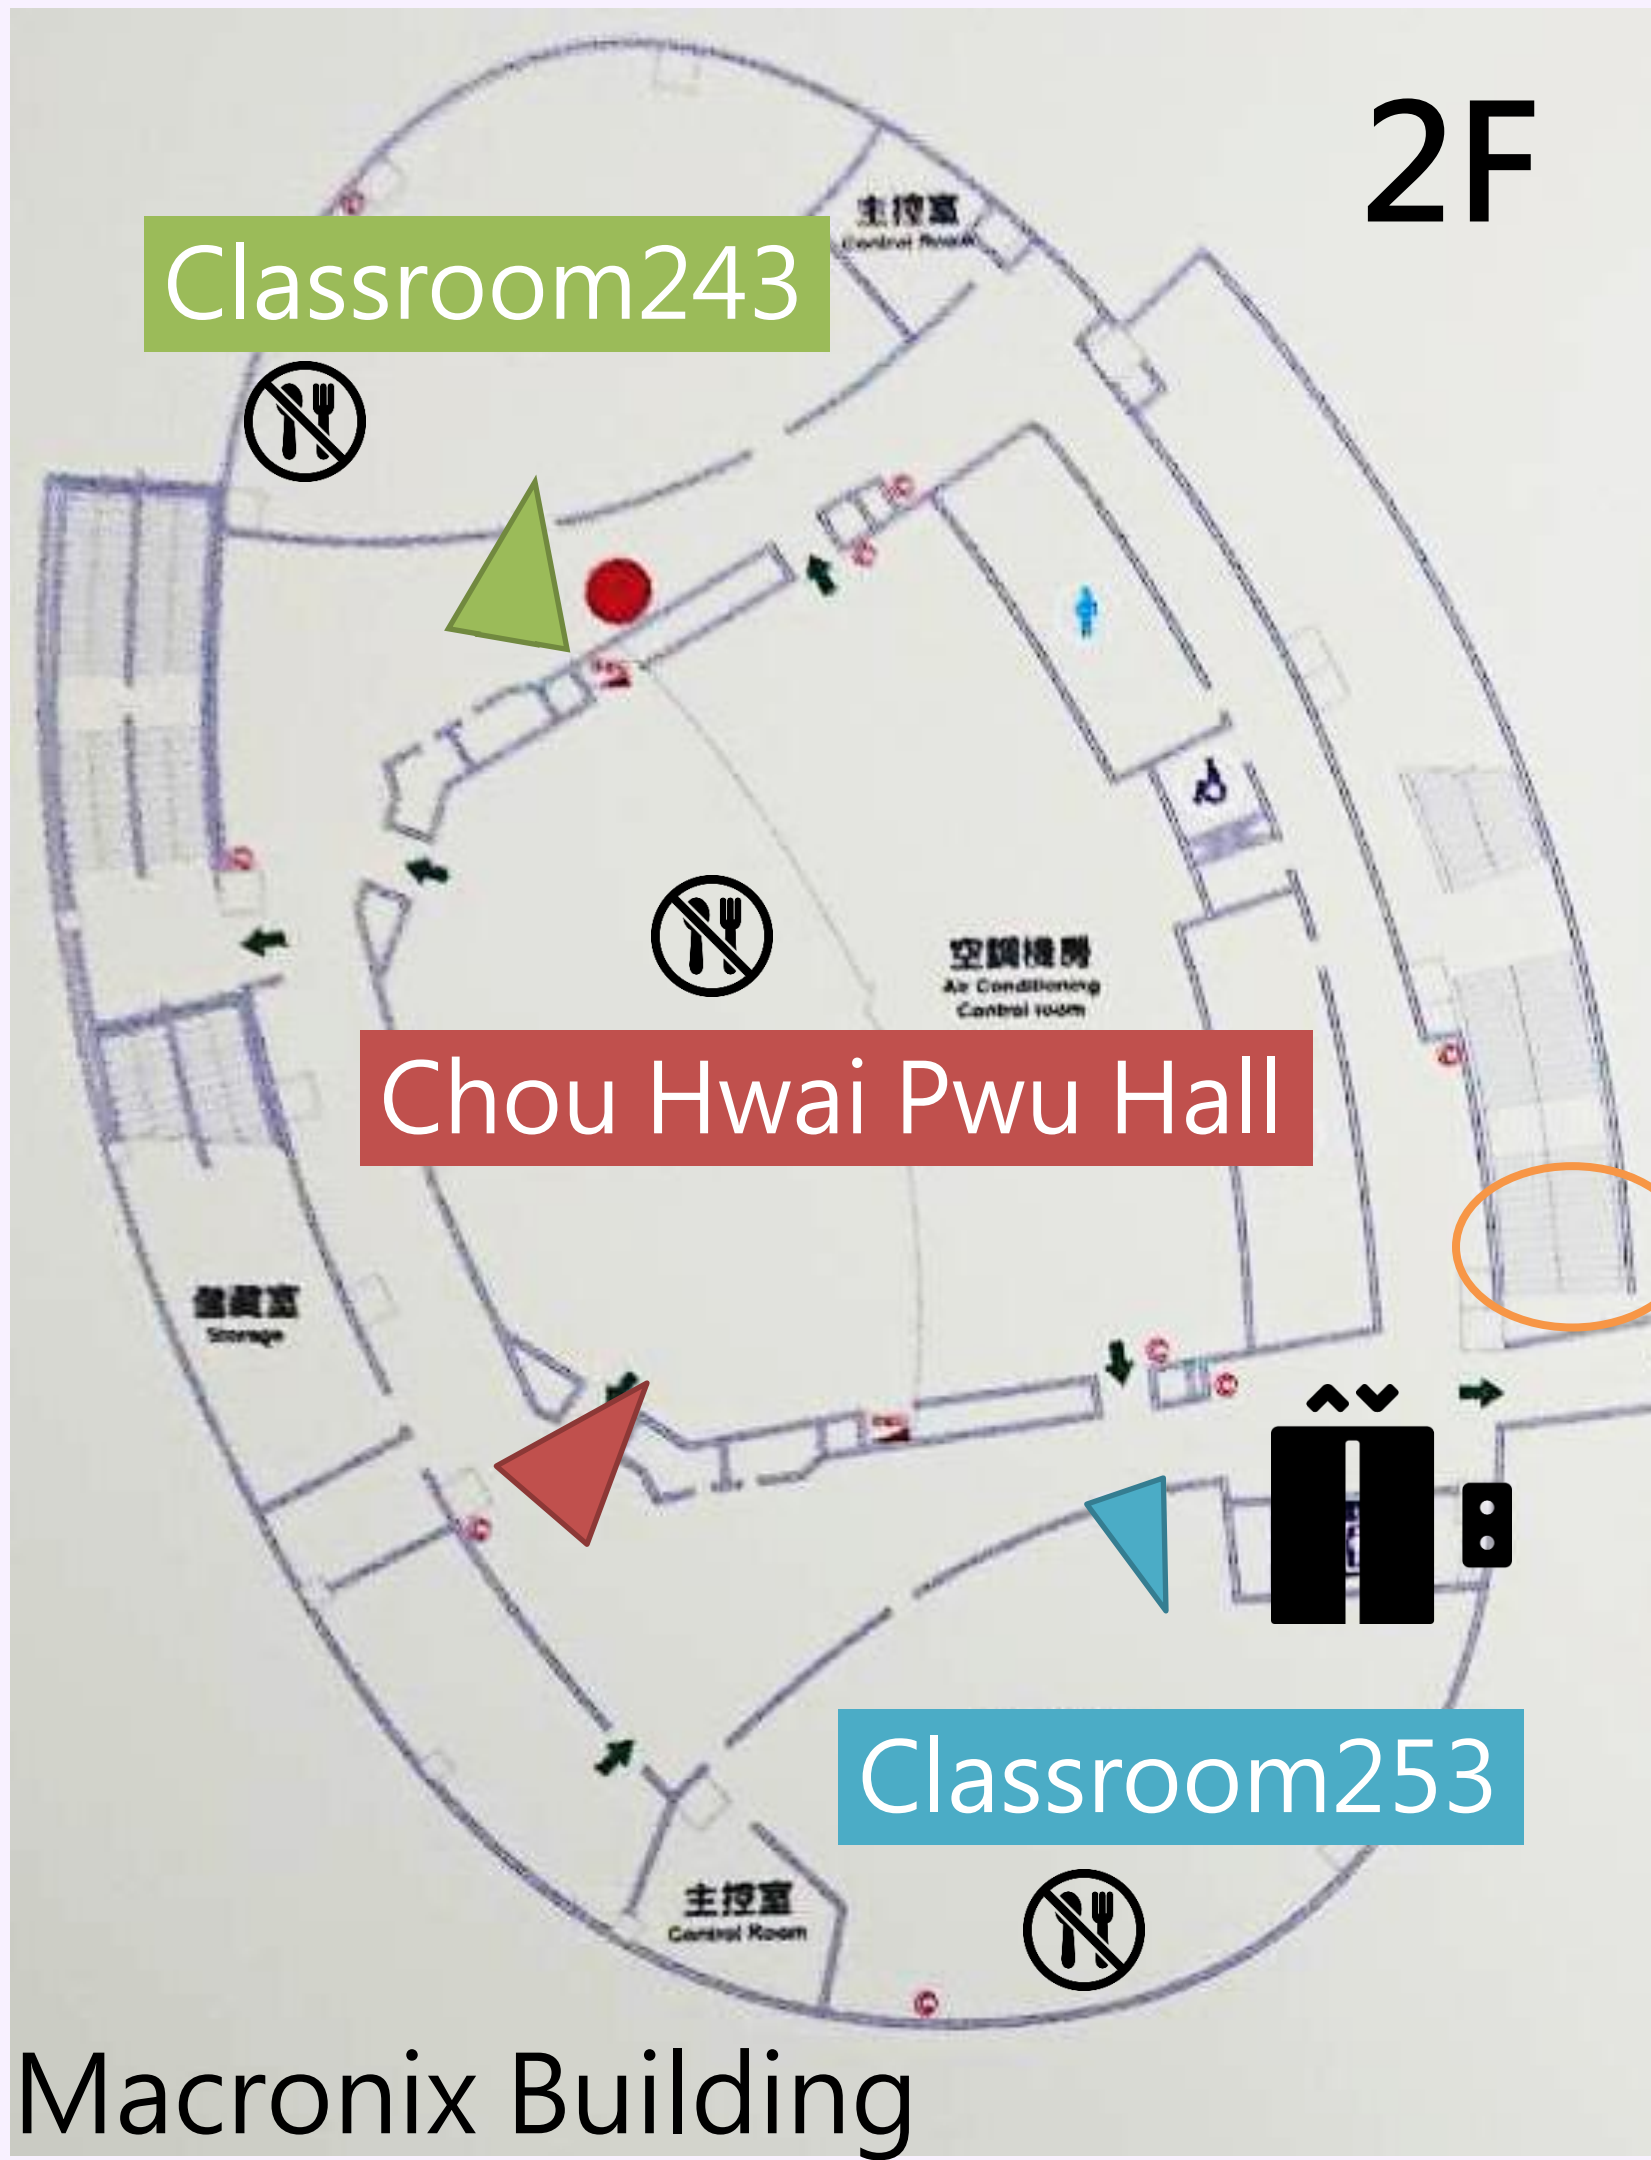 2F
主控室
Control Room
Classroom243
空調機房
Air Conditioning
Control room
Chou Hwai Pwu Hall
儲藏室
Storage
Classroom253
主控室
Control Room
Macronix Building